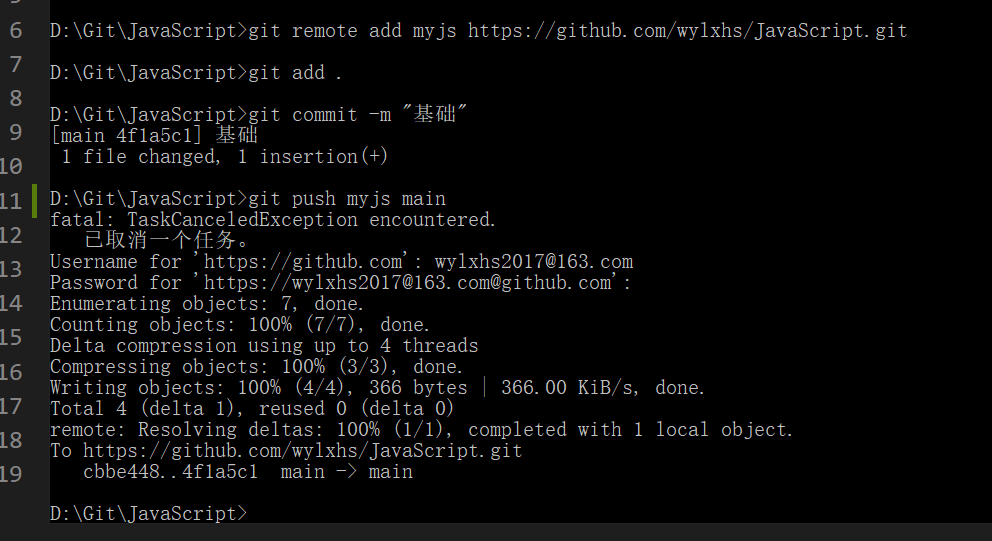 6 D:\Git\JavaScript>git remote add myjs https://github.com/wylxhs/JavaScript.git
7
D:\Git\JavaScript>git add .
8
D:\Git\JavaScript>git commit -m "基础"
9 [main 4f1a5c1] 基础
10 1 file changed, 1 insertion(+)
11 D:\Git\JavaScript>git push myjs main
fatal: TaskCanceledException encountered.
12 已取消一个任务。
13 Username for 'https://github.com': wylxhs2017@163.com
Password for 'https://wylxhs2017@163.com@github.com':
14 Enumerating objects: 7, done.
Counting objects: 100% (7/7), done.
15 Delta compression using up to 4 threads
16 Compressing objects: 100% (3/3), done.
Writing objects: 100% (4/4), 366 bytes | 366.00 KiB/s, done.
17 Total 4 (delta 1), reused 0 (delta 0)
18 remote: Resolving deltas: 100% (1/1), completed with 1 local object.
To https://github.com/wylxhs/JavaScript.git
19 cbbe448..4f1a5c1 main -> main
D:\Git\JavaScript>